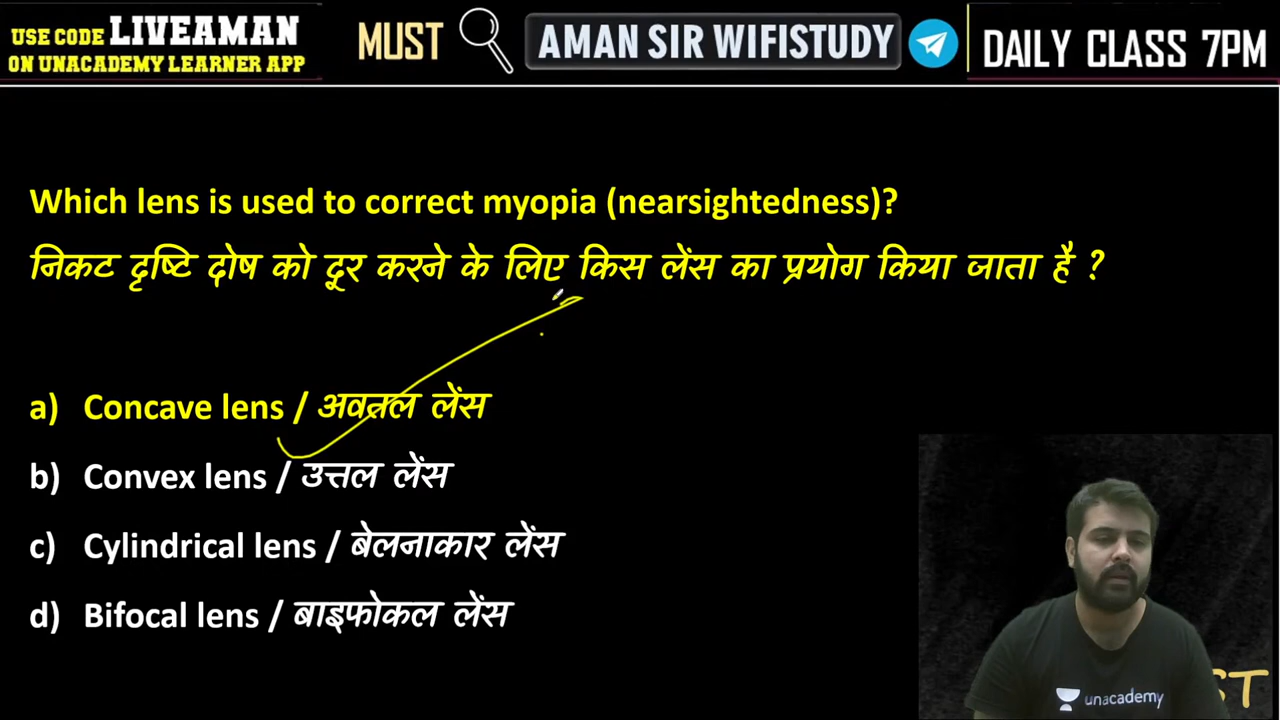 USE CODE LIVEAMAN
ON UNACADEMY LEARNER APP
MUST
AMAN SIR WIFISTUDY
DAILY CLASS 7PM
Which lens is used to correct myopia (nearsightedness)?
निकट दृष्टि दोष को दूर करने के लिए किस लेंस का प्रयोग किया जाता है ?
a) Concave lens / अवतल लेंस
b) Convex lens / उत्तल लेंस
c) Cylindrical lens / बेलनाकार लेंस
d) Bifocal lens / बाइफोकल लेंस
unacademy
ST